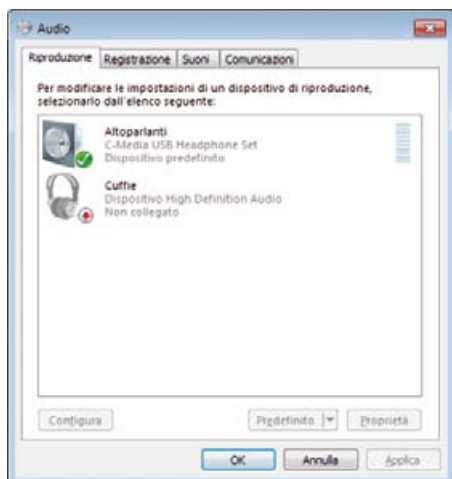 Audio
Riproduzione Registrazione Suoni Comunicazioni
Per modificare le impostazioni di un dispositivo di riproduzione,
selezionarlo dall'elenco seguente:
Altoparlanti
C-Media USB Headphone Set
Dispositivo predefinito
Cuffie
Dispositivo High Definition Audio
Non collegato
Configura Predefinito Proprietà
OK Annulla Applica